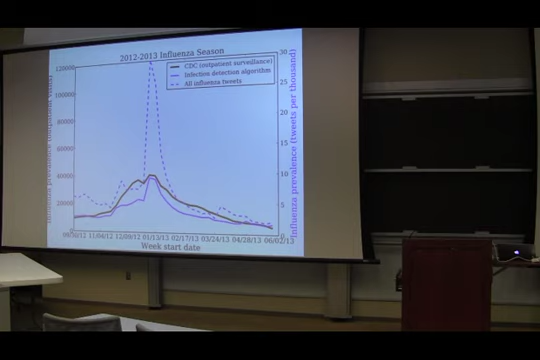 2012-2013 Influenza Season
CDC (outpatient surveillance)
Infection detection algorithm
All influenza tweets
120000
100000
80000
60000
40000
20000
0
30
25
20
15
10
5
0
Influenza prevalence (tweets per thousand)
09/30/12 11/04/12 12/09/12 01/13/13 02/17/13 03/24/13 04/28/13 06/02/13
Week start date